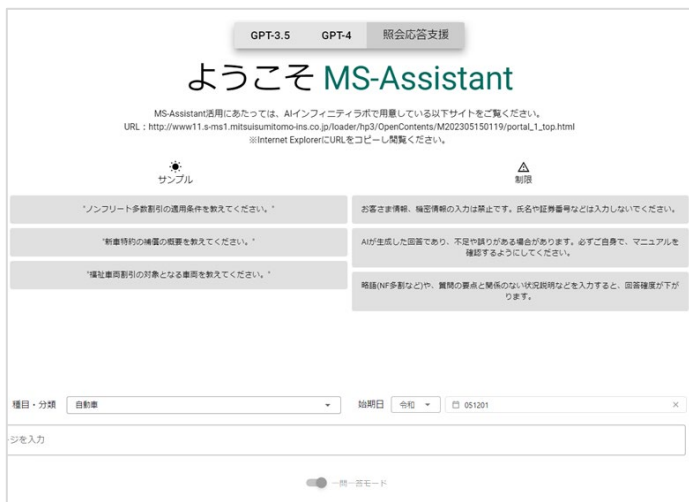 GPT-3.5 GPT-4 照会応答支援
ようこそ MS-Assistant
MS-Assistant活用にあたっては、AIインフィニティラボで用意している以下サイトをご覧ください。
URL：http://www11.s-ms1.mitsuisumitomo-ins.co.jp/loader/hp3/OpenContents/M202305150119/portal_1_top.html
※Internet ExplorerにURLをコピーし閲覧ください。
サンプル
"ノンフリート多数割引の適用条件を教えてください。"
"新車特約の補償の概要を教えてください。"
"福祉車両割引の対象となる車両を教えてください。"
制限
お客さま情報、機密情報の入力は禁止です。氏名や証券番号などは入力しないでください。
AIが生成した回答であり、不足や誤りがある場合があります。必ずご自身で、マニュアルを
確認するようにしてください。
略語(NF多割など)や、質問の要点と関係のない状況説明などを入力すると、回答確度が下が
ります。
種目・分類 自動車 始期日 令和 051201
ージを入力
一問一答モード